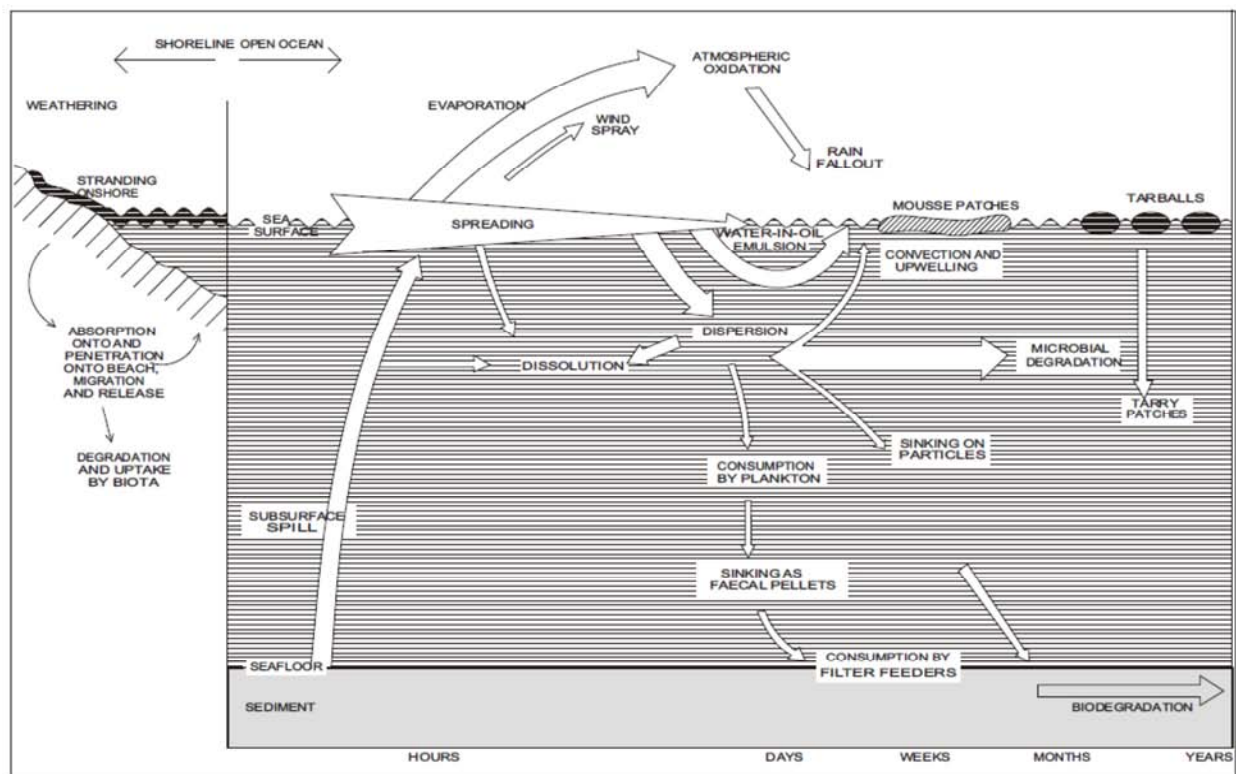 SHORELINE OPEN OCEAN
ATMOSPHERIC
OXIDATION
WEATHERING
EVAPORATION
WIND
SPRAY
RAIN
FALLOUT
STRANDING
ONSHORE
TARBALLS
MOUSSE PATCHES
SEA
SURFACE
SPREADING
WATER-IN-OIL
EMULSION
CONVECTION AND
UPWELLING
ABSORPTION
ONTO AND
PENETRATION
ONTO BEACH,
MIGRATION
AND RELEASE
DISPERSION
DISSOLUTION
MICROBIAL
DEGRADATION
TARRY
PATCHES
DEGRADATION
AND UPTAKE
BY BIOTA
SINKING ON
PARTICLES
CONSUMPTION
BY PLANKTON
SUBSURFACE
SPILL
SINKING AS
FAECAL PELLETS
SEAFLOOR
CONSUMPTION BY
FILTER FEEDERS
SEDIMENT
BIODEGRADATION
HOURS DAYS WEEKS MONTHS YEARS